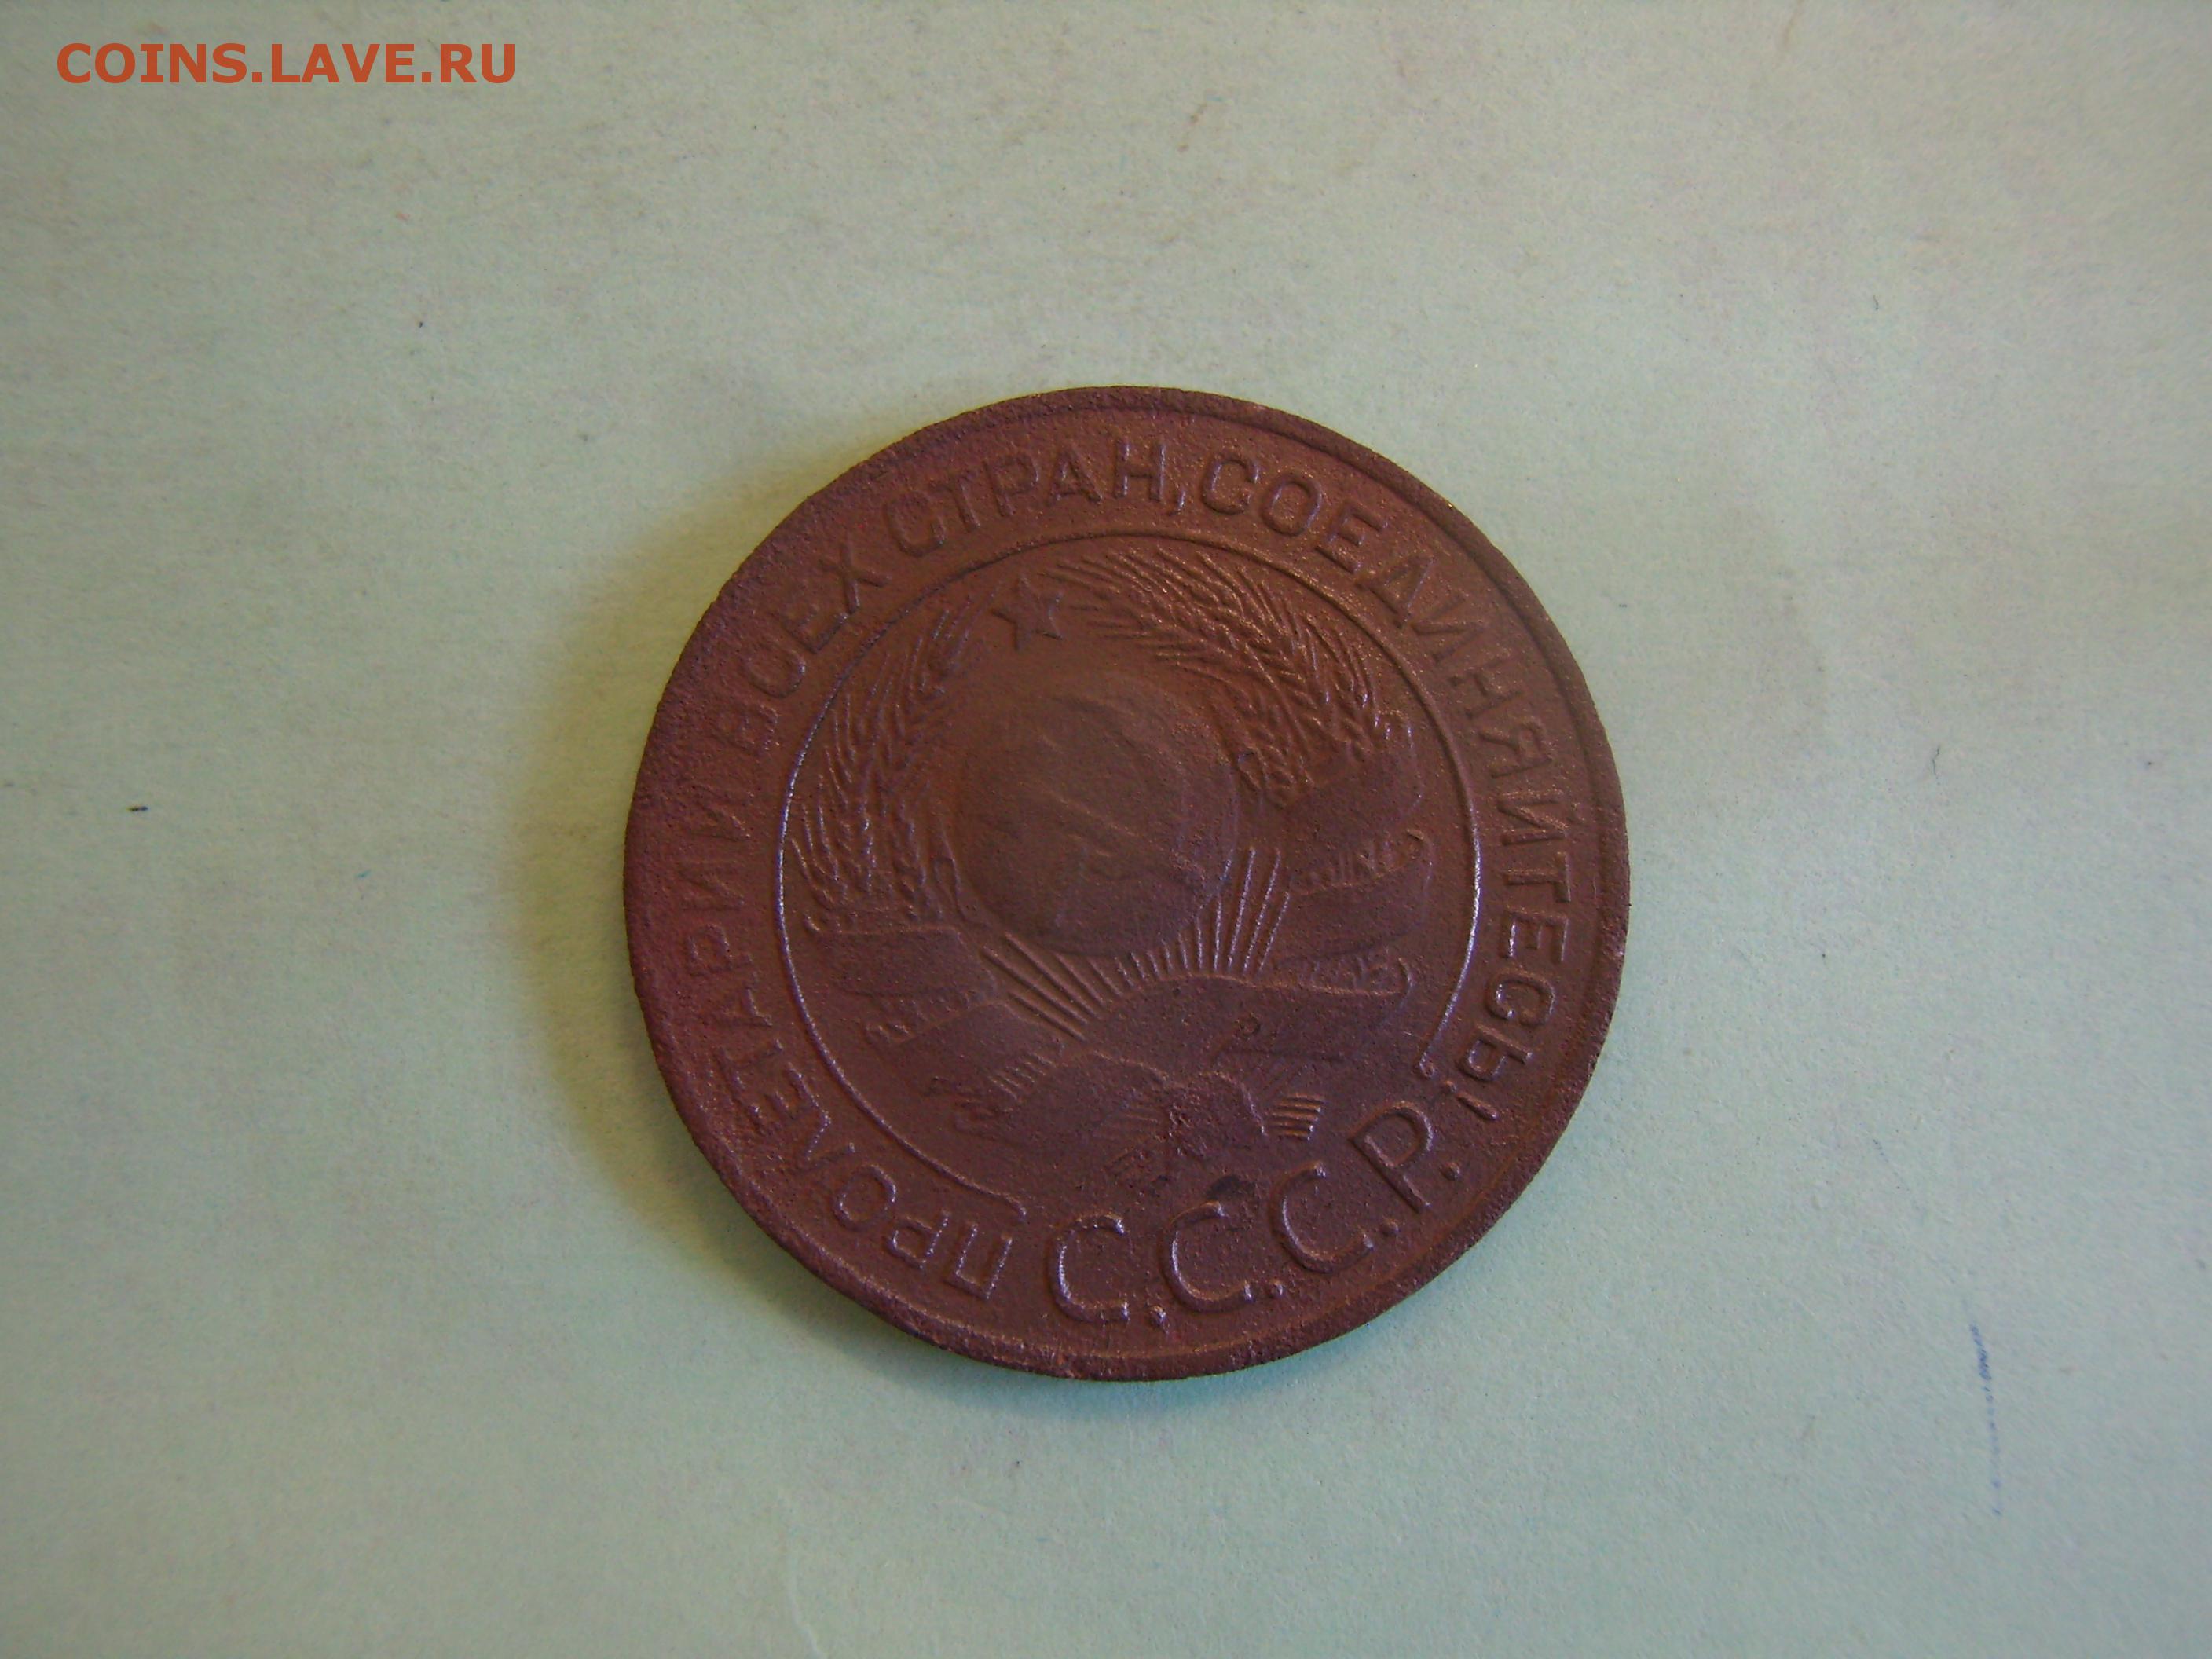 COINS.LAVE.RU
ПРОЛЕТАРИИ ВСЕХ СТРАН, СОЕДИНЯЙТЕСЬ!
С.С.С.Р.